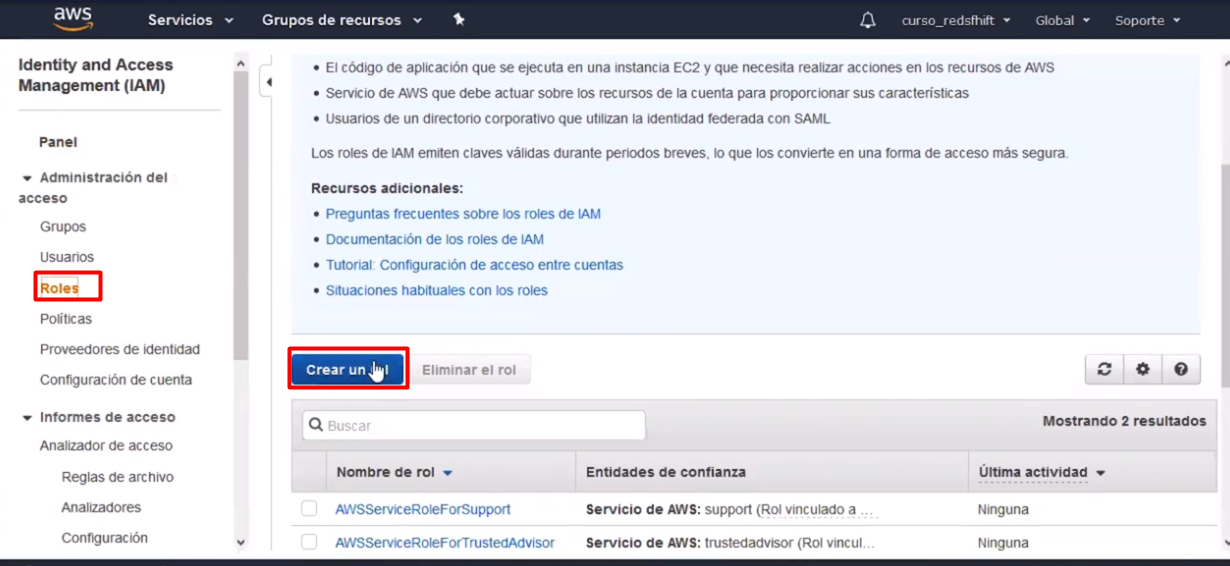 aws Servicios Grupos de recursos curso_redsfhift Global Soporte
Identity and Access
Management (IAM)
Panel
Administración del
acceso
Grupos
Usuarios
Roles
Políticas
Proveedores de identidad
Configuración de cuenta
Informes de acceso
Analizador de acceso
Reglas de archivo
Analizadores
Configuración
• El código de aplicación que se ejecuta en una instancia EC2 y que necesita realizar acciones en los recursos de AWS
• Servicio de AWS que debe actuar sobre los recursos de la cuenta para proporcionar sus características
• Usuarios de un directorio corporativo que utilizan la identidad federada con SAML
Los roles de IAM emiten claves válidas durante periodos breves, lo que los convierte en una forma de acceso más segura.
Recursos adicionales:
• Preguntas frecuentes sobre los roles de IAM
• Documentación de los roles de IAM
• Tutorial: Configuración de acceso entre cuentas
• Situaciones habituales con los roles
Crear un Eliminar el rol
Buscar Mostrando 2 resultados
Nombre de rol Entidades de confianza Última actividad
AWSServiceRoleForSupport Servicio de AWS: support (Rol vinculado a ... Ninguna
AWSServiceRoleForTrustedAdvisor Servicio de AWS: trustedadvisor (Rol vincul... Ninguna